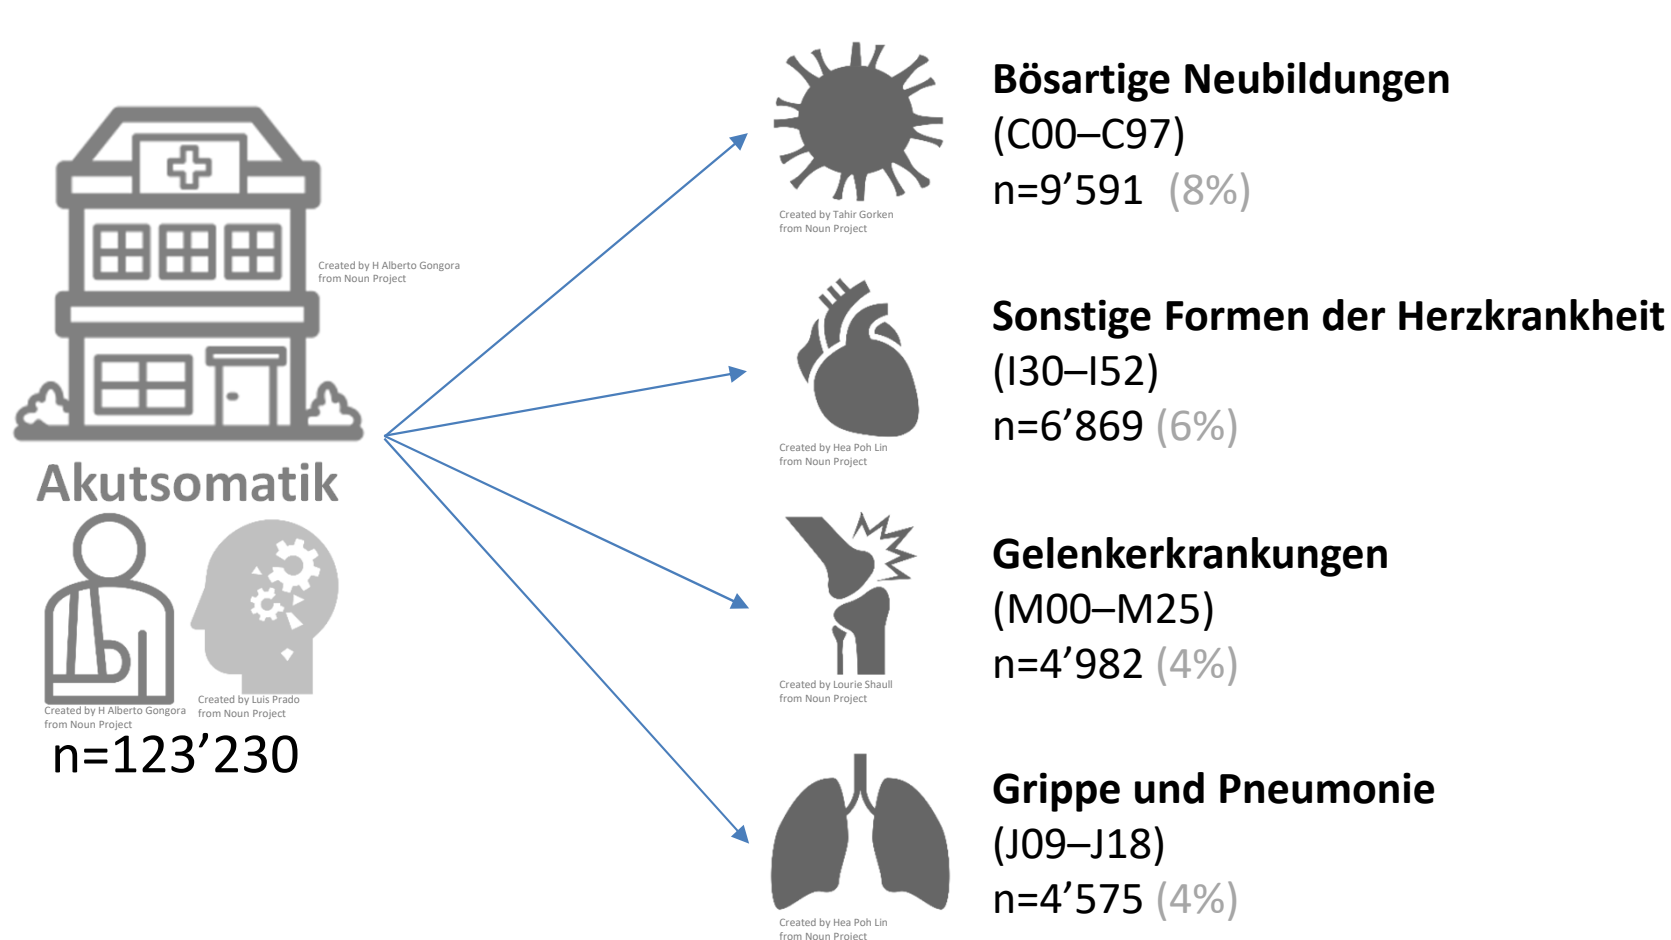 Created by H Alberto Gongora
from Noun Project
Akutsomatik
Created by H Alberto Gongora
from Noun Project
Created by Luis Prado
from Noun Project
n=123’230
Bösartige Neubildungen
(C00–C97)
n=9’591 (8%)
Created by Tahir Gorken
from Noun Project
Sonstige Formen der Herzkrankheit
(I30–I52)
n=6’869 (6%)
Created by Hea Poh Lin
from Noun Project
Gelenkerkrankungen
(M00–M25)
n=4’982 (4%)
Created by Lourie Shaull
from Noun Project
Grippe und Pneumonie
(J09–J18)
n=4’575 (4%)
Created by Hea Poh Lin
from Noun Project